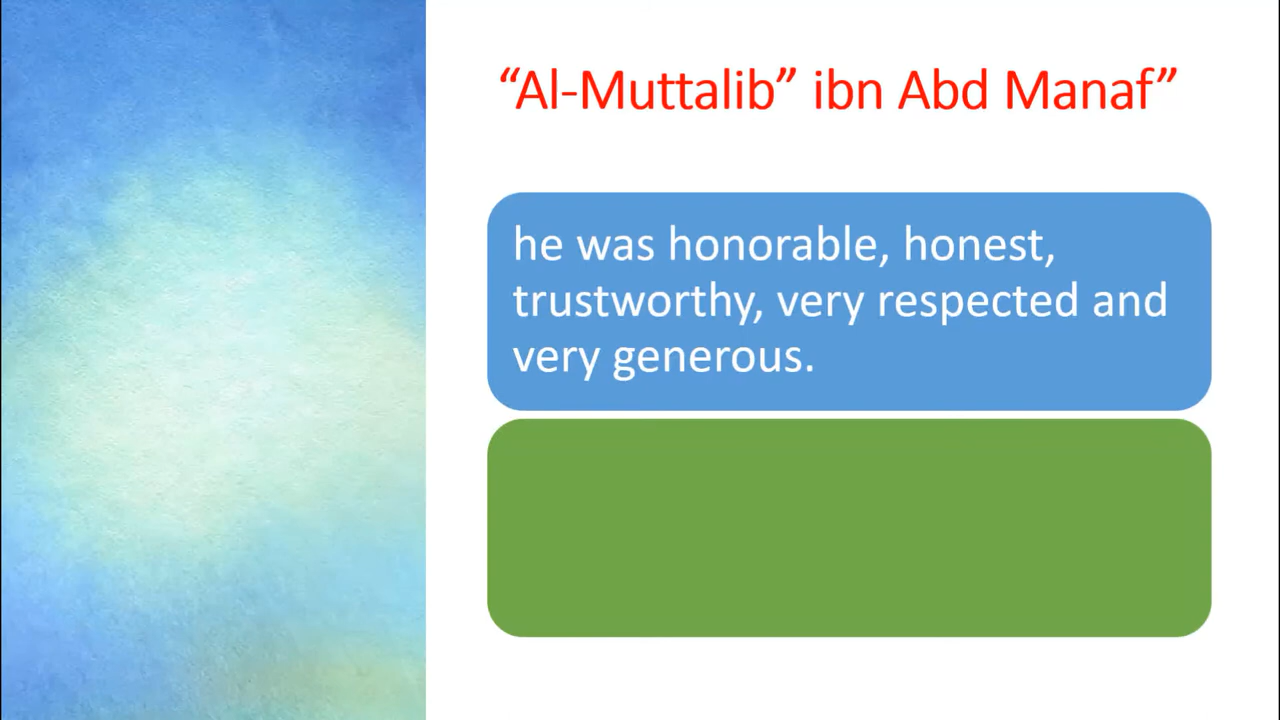 “Al-Muttalib” ibn Abd Manaf”
he was honorable, honest,
trustworthy, very respected and
very generous.